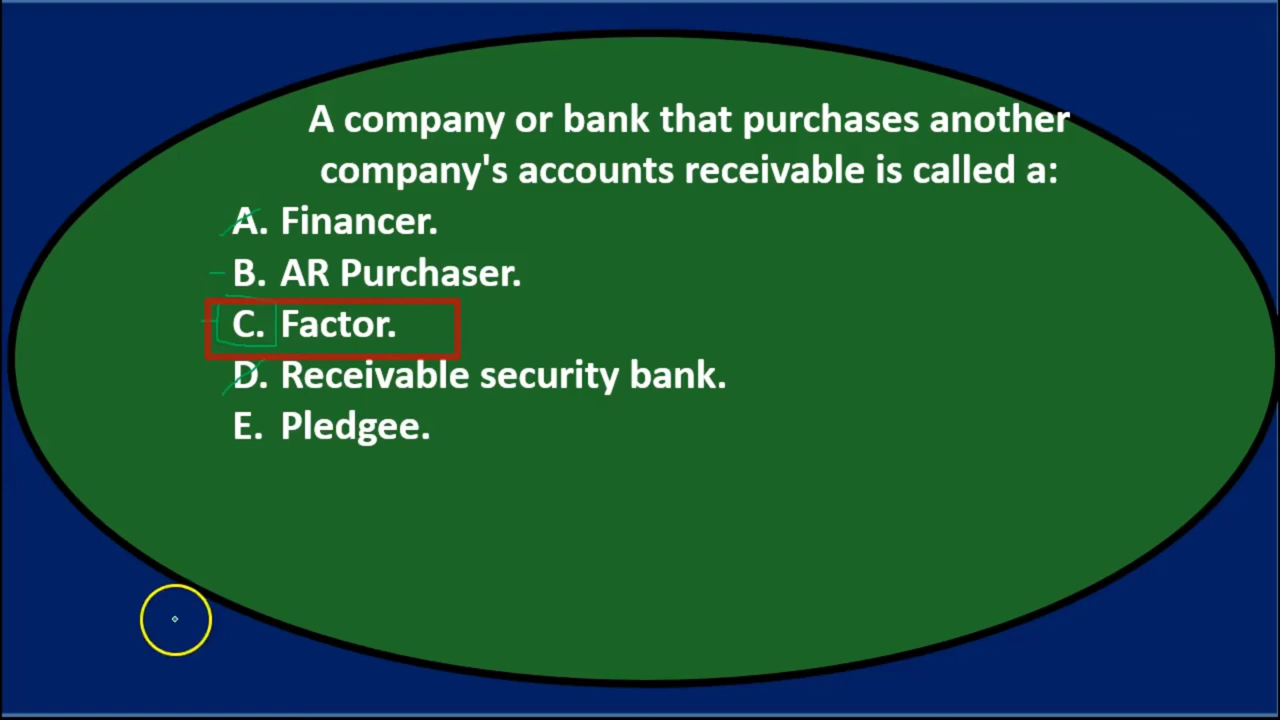 A company or bank that purchases another
company's accounts receivable is called a:
A. Financer.
B. AR Purchaser.
C. Factor.
D. Receivable security bank.
E. Pledgee.